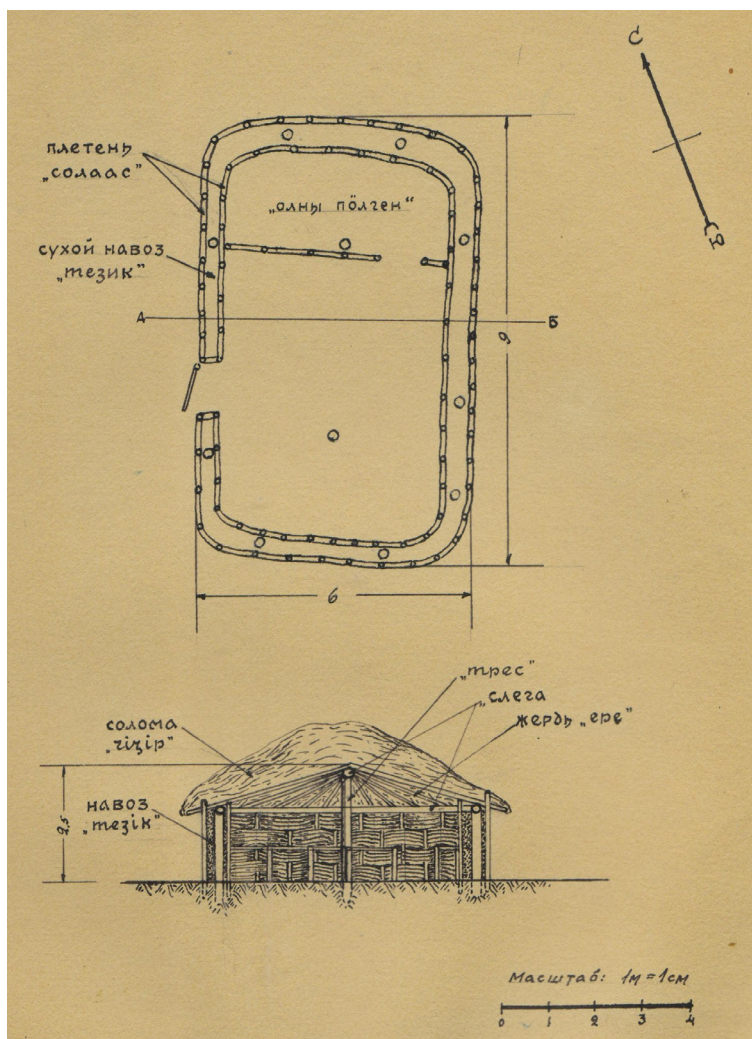 С
Ю
плетень
„солаас"
„олны пöлген“
сухой навоз
„тезик"
А
Б
9
6
„трес"
„слега
жердь „ере"
солома
„чiзiр"
навоз
„тезiк"
2,5
Масштаб: 1м=1см
0 1 2 3 4